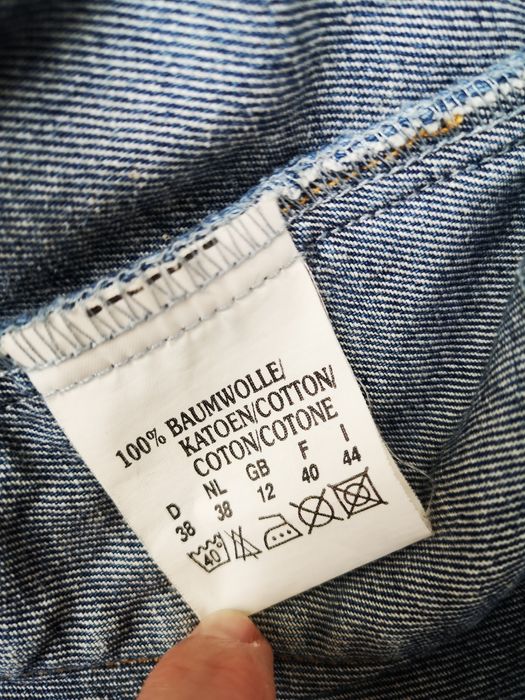 100% BAUMWOLLE/
KATOEN/COTTON/
COTON/COTONE
D NL GB F I
38 38 12 40 44
40